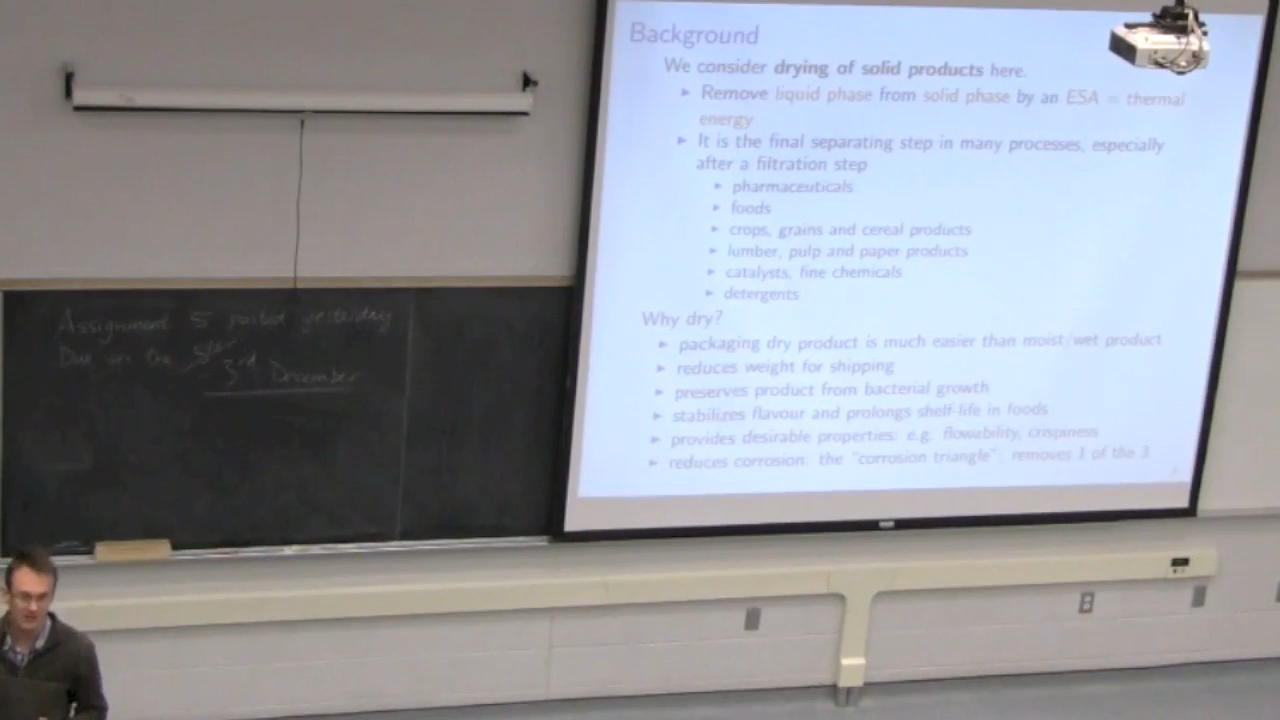 Assignment 5 posted yesterday
Due on the
3rd December
Background
We consider drying of solid products here.
▸ Remove liquid phase from solid phase by an ESA = thermal
energy
▸ It is the final separating step in many processes, especially
after a filtration step
▸ pharmaceuticals
▸ foods
▸ crops, grains and cereal products
▸ lumber, pulp and paper products
▸ catalysts, fine chemicals
▸ detergents
Why dry?
▸ packaging dry product is much easier than moist/wet product
▸ reduces weight for shipping
▸ preserves product from bacterial growth
▸ stabilizes flavour and prolongs shelf-life in foods
▸ provides desirable properties: e.g. flowability, crispiness
▸ reduces corrosion: the "corrosion triangle": removes 1 of the 3